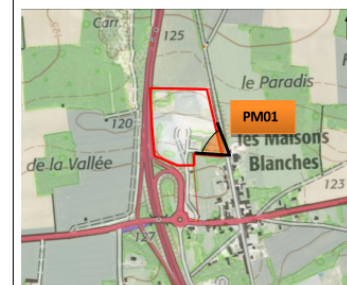 Carr.
125
le Paradis
PM01
120
les Maisons
Blanches
de la Vallée
123
127